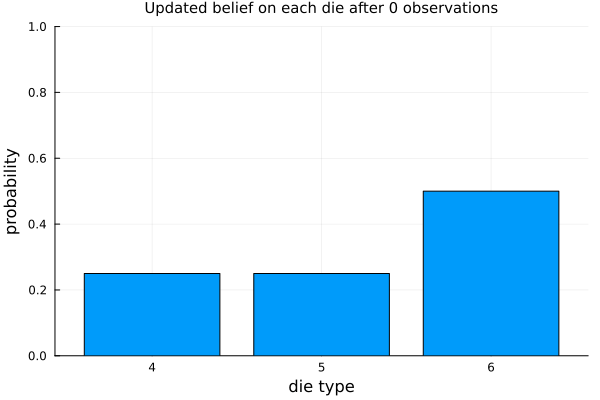 Updated belief on each die after 0 observations
1.0
0.8
0.6
0.4
0.2
0.0
probability
4 5 6
die type